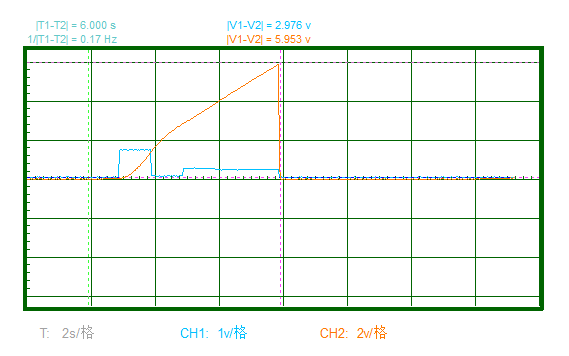 |T1-T2| = 6.000 s |V1-V2| = 2.976 v
1/|T1-T2| = 0.17 Hz |V1-V2| = 5.953 v
T: 2s/格 CH1: 1v/格 CH2: 2v/格